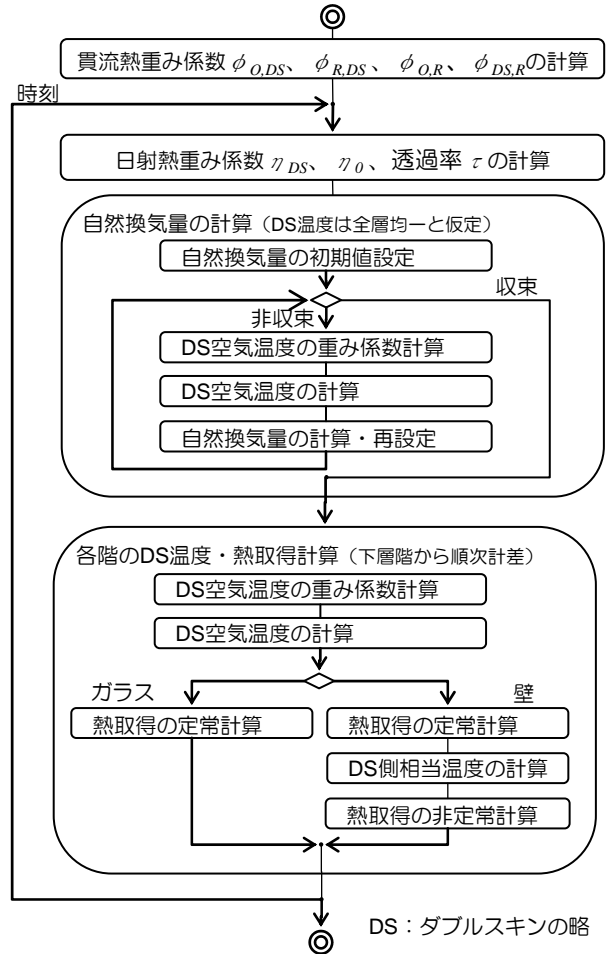 貫流熱重み係数 φO,DS、 φR,DS、 φO,R、 φDS,Rの計算
時刻
日射熱重み係数 ηDS、 η0、透過率 τ の計算
自然換気量の計算（DS温度は全層均一と仮定）
自然換気量の初期値設定
収束
非収束
DS空気温度の重み係数計算
DS空気温度の計算
自然換気量の計算・再設定
各階のDS温度・熱取得計算（下層階から順次計差）
DS空気温度の重み係数計算
DS空気温度の計算
ガラス 壁
熱取得の定常計算 熱取得の定常計算
DS側相当温度の計算
熱取得の非定常計算
DS：ダブルスキンの略